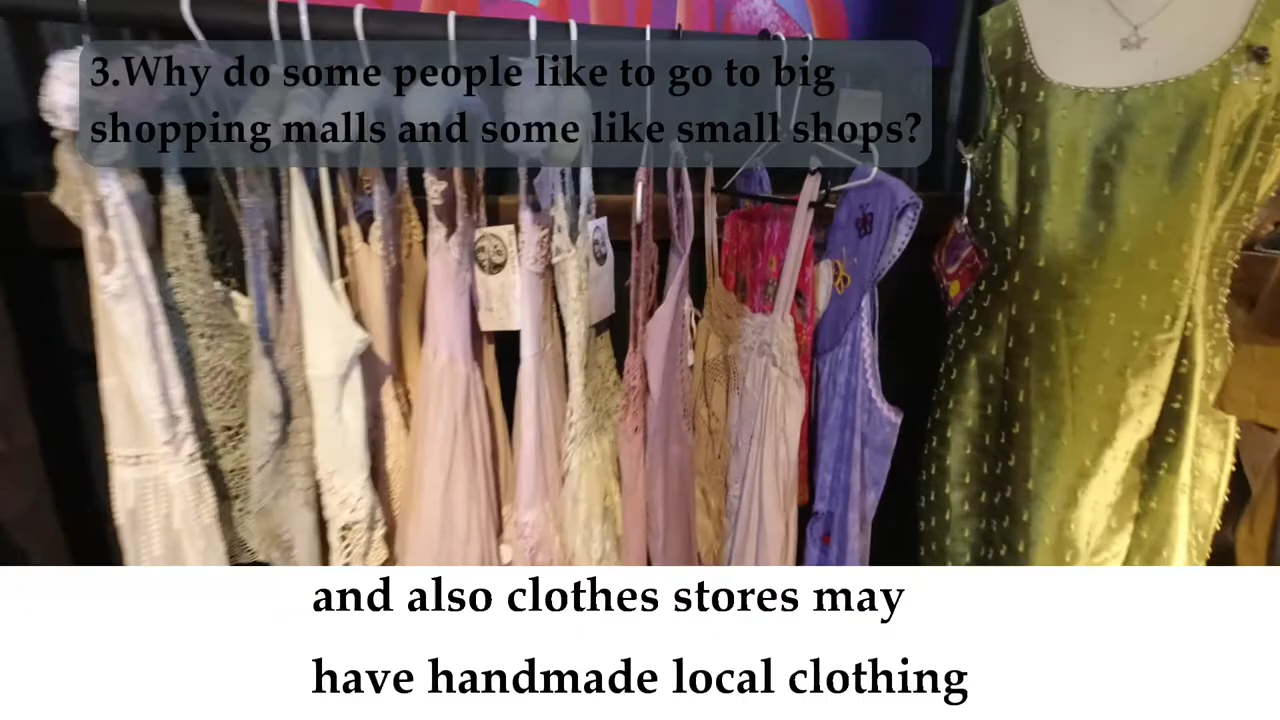 3.Why do some people like to go to big
shopping malls and some like small shops?
and also clothes stores may
have handmade local clothing